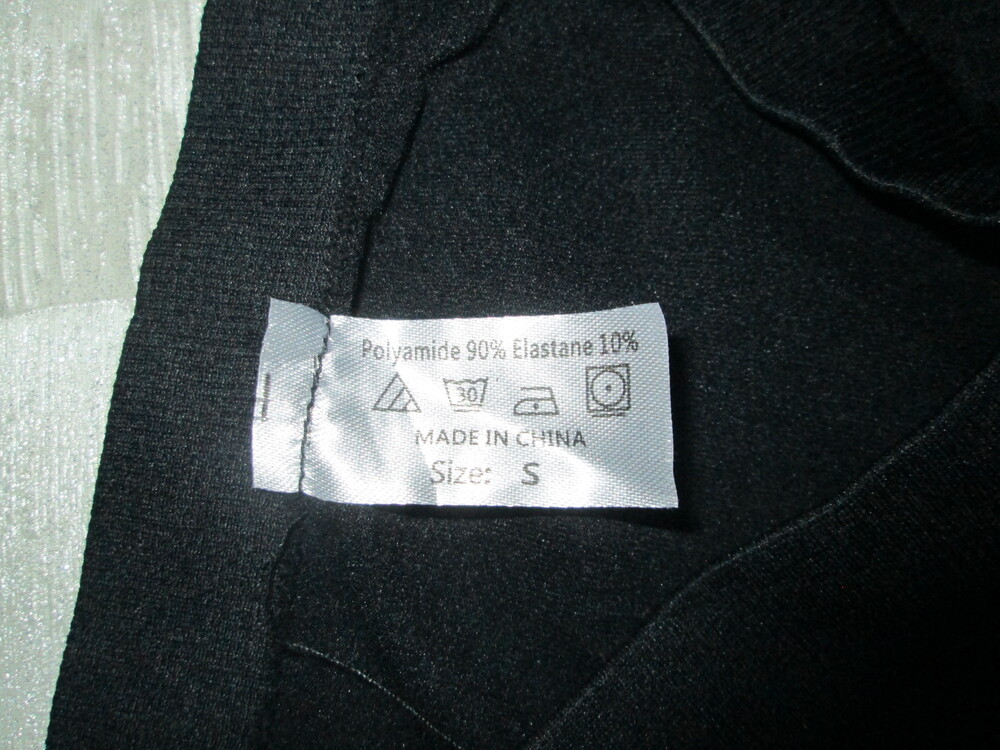 Polyamide 90% Elastane 10%
30
MADE IN CHINA
Size: S